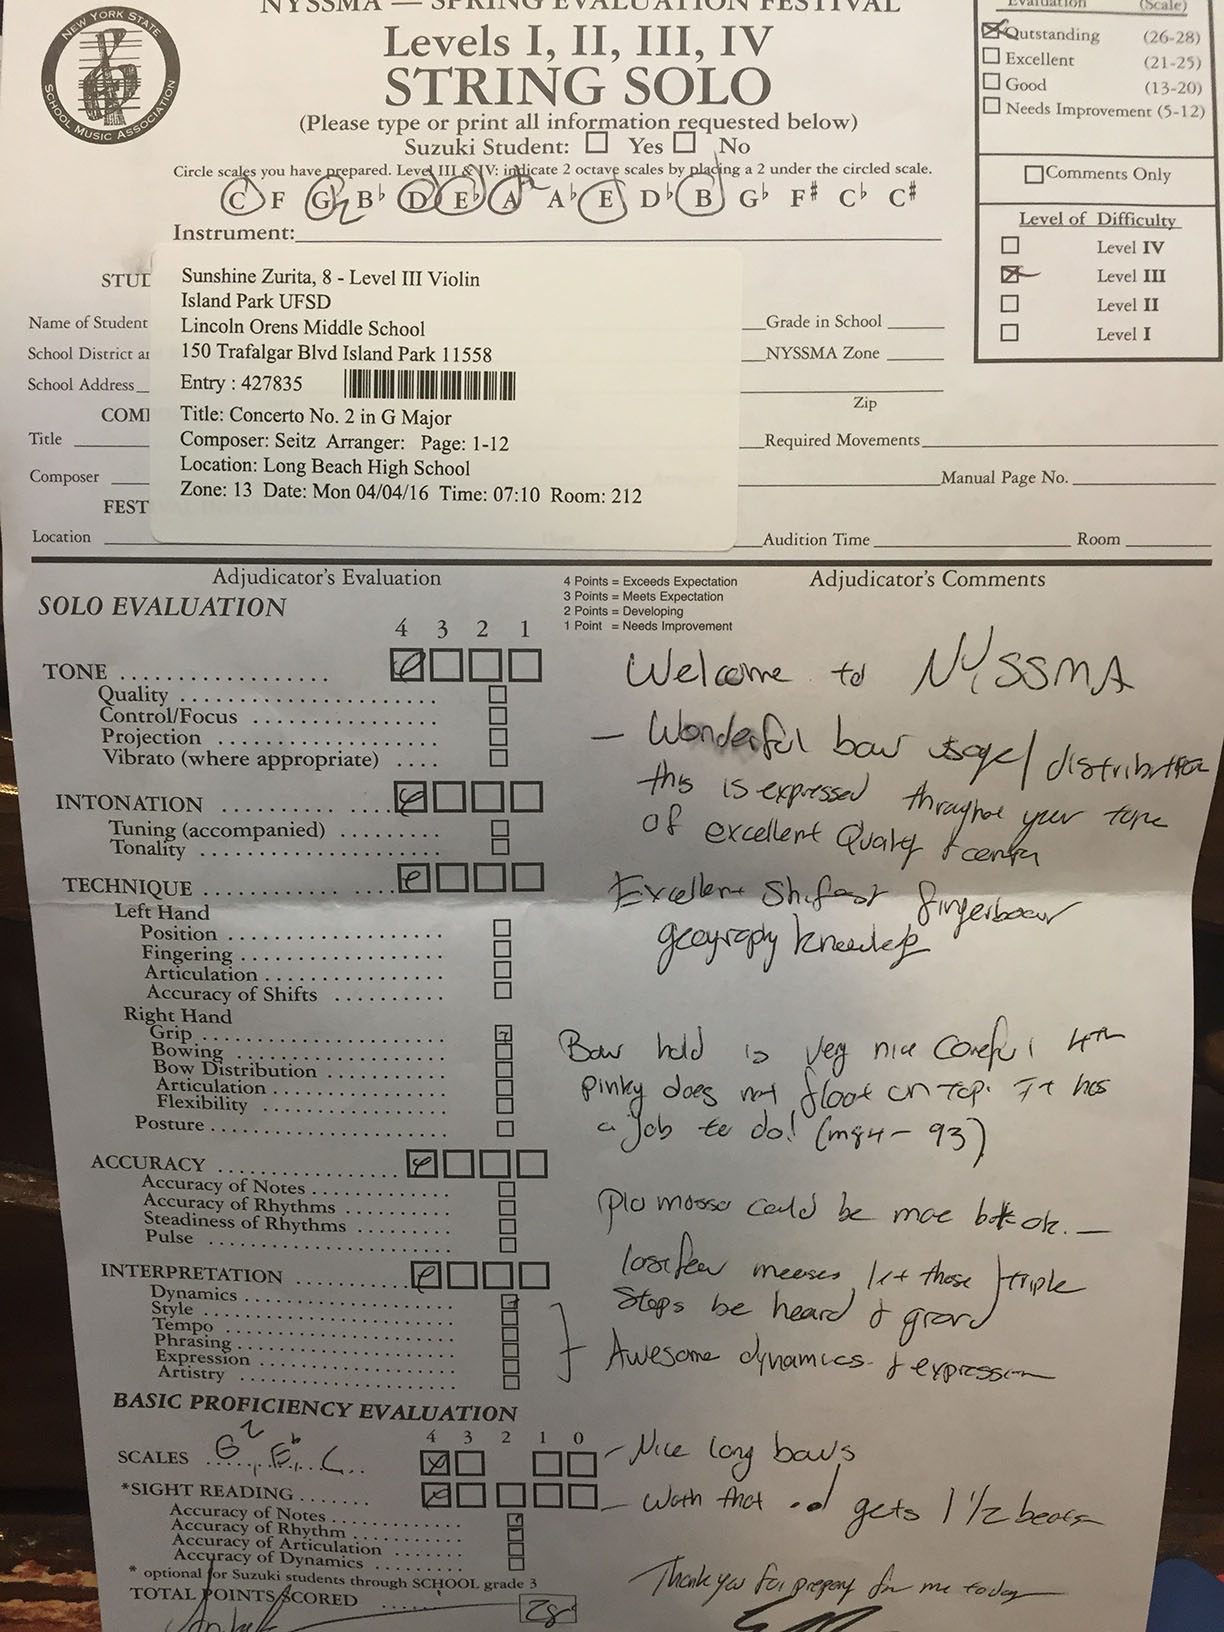 NYSSMA — SPRING EVALUATION FESTIVAL
Levels I, II, III, IV
STRING SOLO
(Please type or print all information requested below)
Suzuki Student: Yes No
Circle scales you have prepared. Level III & IV: indicate 2 octave scales by placing a 2 under the circled scale.
C F G B♭ D E♭ A A♭ E D♭ B G♭ F♯ C♭ C♯
2
Instrument:
NEW YORK STATE
SCHOOL MUSIC ASSOCIATION
Evaluation (Scale)
Outstanding (26-28)
Excellent (21-25)
Good (13-20)
Needs Improvement (5-12)
Comments Only
Level of Difficulty
Level IV
Level III
Level II
Level I
STUD
Name of Student
School District an
School Address
COMP
Title
Composer
FEST
Location
Sunshine Zurita, 8 - Level III Violin
Island Park UFSD
Lincoln Orens Middle School
150 Trafalgar Blvd Island Park 11558
Entry : 427835
Title: Concerto No. 2 in G Major
Composer: Seitz Arranger: Page: 1-12
Location: Long Beach High School
Zone: 13 Date: Mon 04/04/16 Time: 07:10 Room: 212
Grade in School
NYSSMA Zone
Zip
Required Movements
Manual Page No.
Audition Time Room
Adjudicator's Evaluation
4 Points = Exceeds Expectation
3 Points = Meets Expectation
2 Points = Developing
1 Point = Needs Improvement
Adjudicator's Comments
SOLO EVALUATION
4 3 2 1
TONE
Quality
Control/Focus
Projection
Vibrato (where appropriate)
INTONATION
Tuning (accompanied)
Tonality
TECHNIQUE
Left Hand
Position
Fingering
Articulation
Accuracy of Shifts
Right Hand
Grip
Bowing
Bow Distribution
Articulation
Flexibility
Posture
ACCURACY
Accuracy of Notes
Accuracy of Rhythms
Steadiness of Rhythms
Pulse
INTERPRETATION
Dynamics
Style
Tempo
Phrasing
Expression
Artistry
Welcome to NYSSMA
— Wonderful bow usage/distribution
this is expressed throughout your tone
of excellent Quality &
Excellent
geography knowledge
Bow hold is very nice careful 4th
pinky does not float on top. It has
a job to do! (m84-93)
Piu mosso could be more but ok. —
last few let those triple
stops be heard &
Awesome dynamics & expression
BASIC PROFICIENCY EVALUATION
4 3 2 1 0
SCALES G2, E♭, C
- Nice long bows
*SIGHT READING
- that gets 1 1/2 beats
Accuracy of Notes
Accuracy of Rhythm
Accuracy of Articulation
Accuracy of Dynamics
* optional for Suzuki students through SCHOOL grade 3
TOTAL POINTS SCORED 28
Thank you for for me today